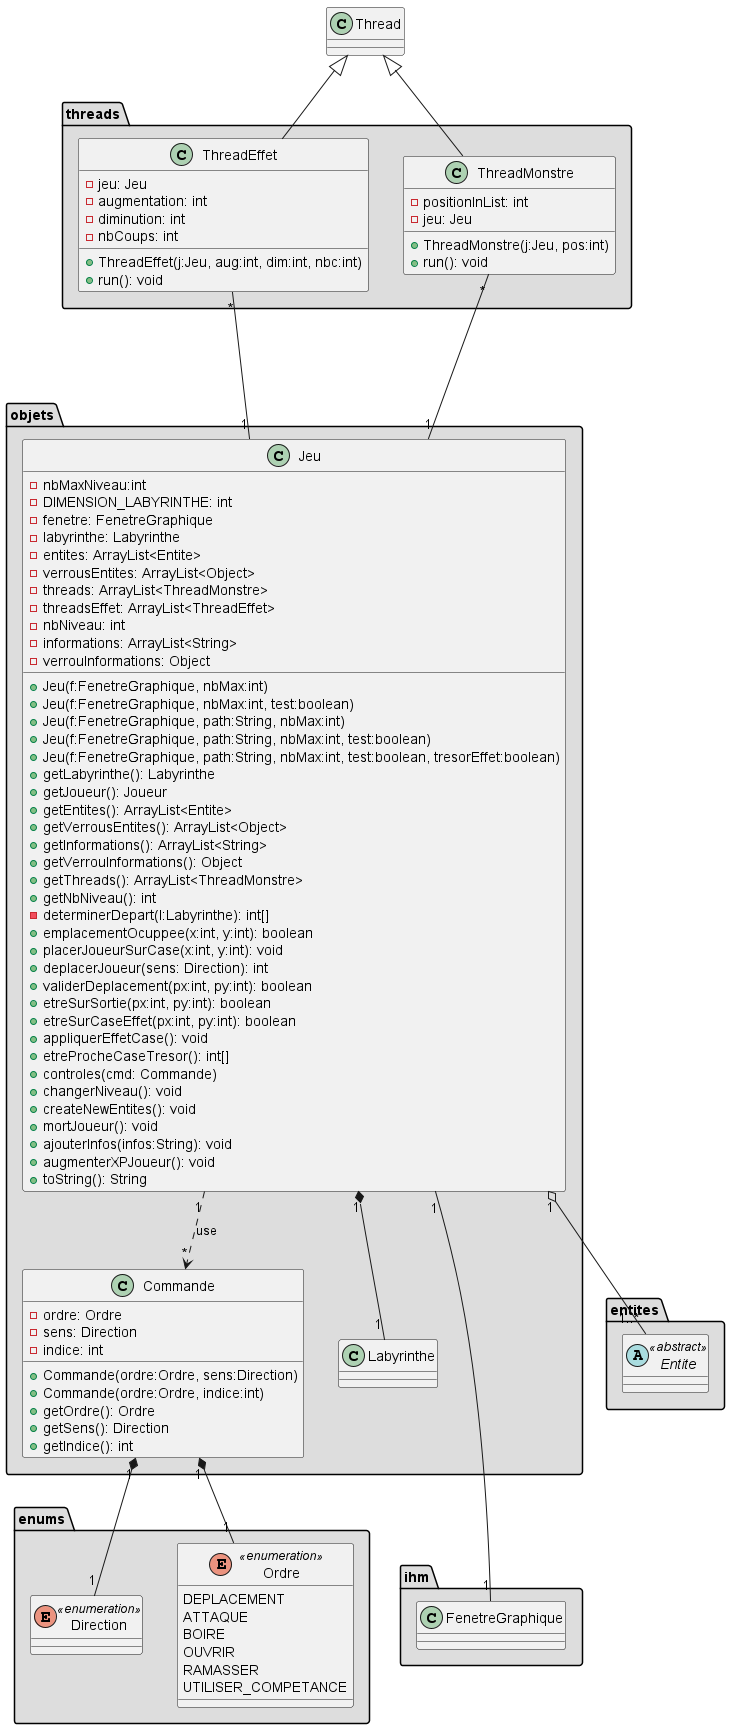 C Thread
threads
C ThreadEffet
jeu: Jeu
augmentation: int
diminution: int
nbCoups: int
ThreadEffet(j:Jeu, aug:int, dim:int, nbc:int)
run(): void
C ThreadMonstre
positionInList: int
jeu: Jeu
ThreadMonstre(j:Jeu, pos:int)
run(): void
*
*
1
1
objets
C Jeu
nbMaxNiveau:int
DIMENSION_LABYRINTHE: int
fenetre: FenetreGraphique
labyrinthe: Labyrinthe
entites: ArrayList<Entite>
verrousEntites: ArrayList<Object>
threads: ArrayList<ThreadMonstre>
threadsEffet: ArrayList<ThreadEffet>
nbNiveau: int
informations: ArrayList<String>
verrouInformations: Object
Jeu(f:FenetreGraphique, nbMax:int)
Jeu(f:FenetreGraphique, nbMax:int, test:boolean)
Jeu(f:FenetreGraphique, path:String, nbMax:int)
Jeu(f:FenetreGraphique, path:String, nbMax:int, test:boolean)
Jeu(f:FenetreGraphique, path:String, nbMax:int, test:boolean, tresorEffet:boolean)
getLabyrinthe(): Labyrinthe
getJoueur(): Joueur
getEntites(): ArrayList<Entite>
getVerrousEntites(): ArrayList<Object>
getInformations(): ArrayList<String>
getVerrouInformations(): Object
getThreads(): ArrayList<ThreadMonstre>
getNbNiveau(): int
determinerDepart(l:Labyrinthe): int[]
emplacementOcuppee(x:int, y:int): boolean
placerJoueurSurCase(x:int, y:int): void
deplacerJoueur(sens: Direction): int
validerDeplacement(px:int, py:int): boolean
etreSurSortie(px:int, py:int): boolean
etreSurCaseEffet(px:int, py:int): boolean
appliquerEffetCase(): void
etreProcheCaseTresor(): int[]
controles(cmd: Commande)
changerNiveau(): void
createNewEntites(): void
mortJoueur(): void
ajouterInfos(infos:String): void
augmenterXPJoueur(): void
toString(): String
1
1
1
1
use
*
C Commande
ordre: Ordre
sens: Direction
indice: int
Commande(ordre:Ordre, sens:Direction)
Commande(ordre:Ordre, indice:int)
getOrdre(): Ordre
getSens(): Direction
getIndice(): int
1
C Labyrinthe
entites
A «abstract»
Entite
1
1
enums
1
1
E «enumeration»
Direction
E «enumeration»
Ordre
DEPLACEMENT
ATTAQUE
BOIRE
OUVRIR
RAMASSER
UTILISER_COMPETANCE
ihm
1
C FenetreGraphique